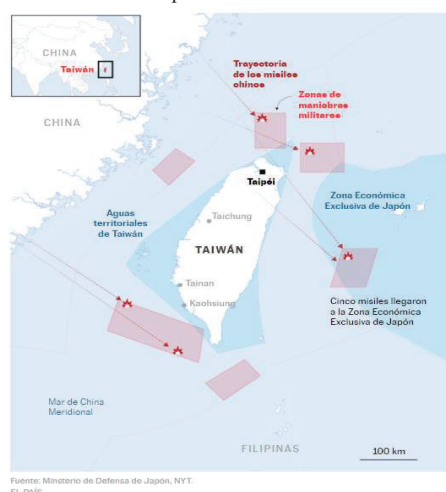 CHINA
Taiwán
CHINA
Trayectoria
de los misiles
chinos
Zonas de
maniobras
militares
Taipéi
Aguas
territoriales
de Taiwán
Taichung
TAIWÁN
Tainan
Kaohsiung
Zona Económica
Exclusiva de Japón
Cinco misiles llegaron
a la Zona Económica
Exclusiva de Japón
Mar de China
Meridional
FILIPINAS
100 km
Fuente: Ministerio de Defensa de Japón, NYT.
EL PAÍS